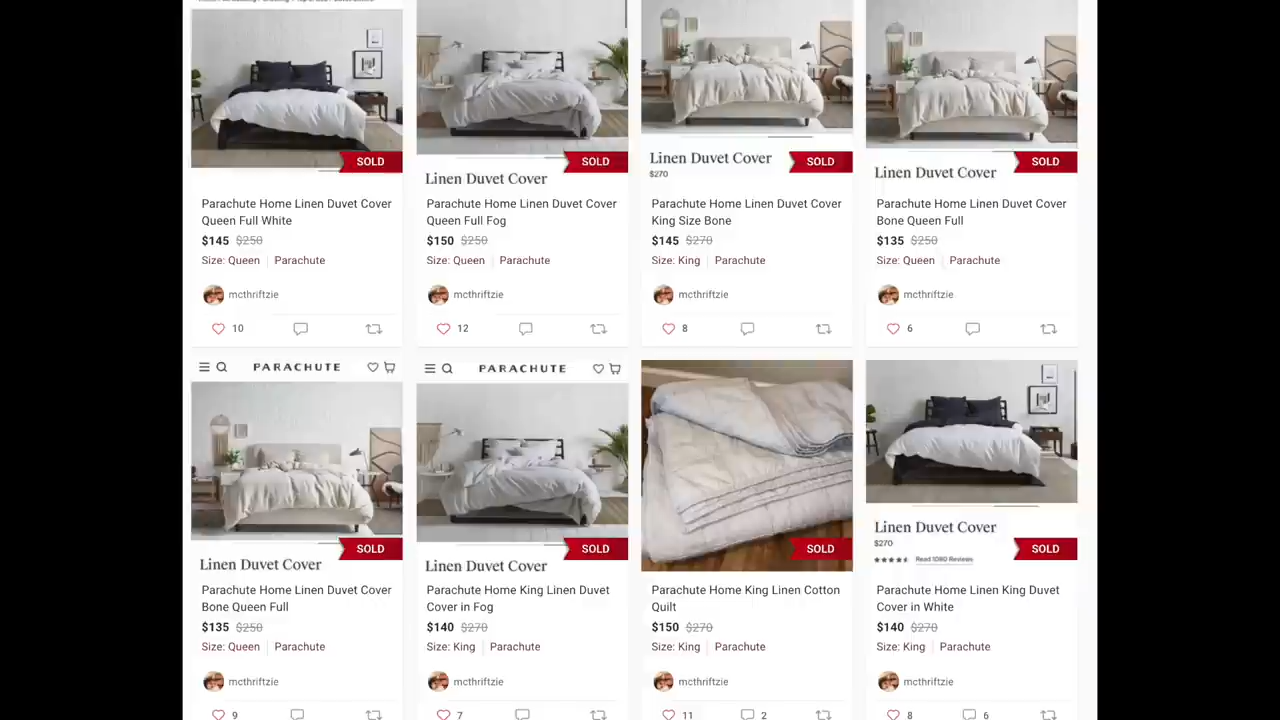 SOLD
SOLD
Linen Duvet Cover
Linen Duvet Cover
$270
SOLD
Linen Duvet Cover
SOLD
Parachute Home Linen Duvet Cover
Queen Full White
$145 $250
Size: Queen Parachute
mcthriftzie
10
Parachute Home Linen Duvet Cover
Queen Full Fog
$150 $250
Size: Queen Parachute
mcthriftzie
12
Parachute Home Linen Duvet Cover
King Size Bone
$145 $270
Size: King Parachute
mcthriftzie
8
Parachute Home Linen Duvet Cover
Bone Queen Full
$135 $250
Size: Queen Parachute
mcthriftzie
6
PARACHUTE
SOLD
Linen Duvet Cover
Parachute Home Linen Duvet Cover
Bone Queen Full
$135 $250
Size: Queen Parachute
mcthriftzie
9
PARACHUTE
SOLD
Linen Duvet Cover
Parachute Home King Linen Duvet
Cover in Fog
$140 $270
Size: King Parachute
mcthriftzie
7
SOLD
Parachute Home King Linen Cotton
Quilt
$150 $270
Size: King Parachute
mcthriftzie
11 2
Linen Duvet Cover
$270
SOLD
Read 1080 Reviews
Parachute Home Linen King Duvet
Cover in White
$140 $270
Size: King Parachute
mcthriftzie
8 6